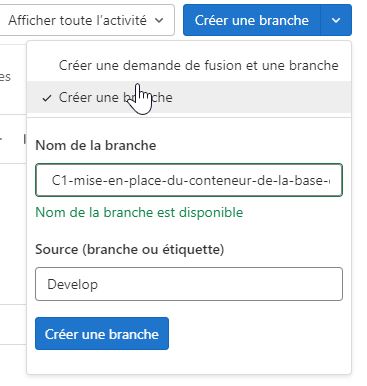 Afficher toute l'activité
Créer une branche
Créer une demande de fusion et une branche
es
Créer une branche
Nom de la branche
C1-mise-en-place-du-conteneur-de-la-base-
Nom de la branche est disponible
Source (branche ou étiquette)
Develop
Créer une branche